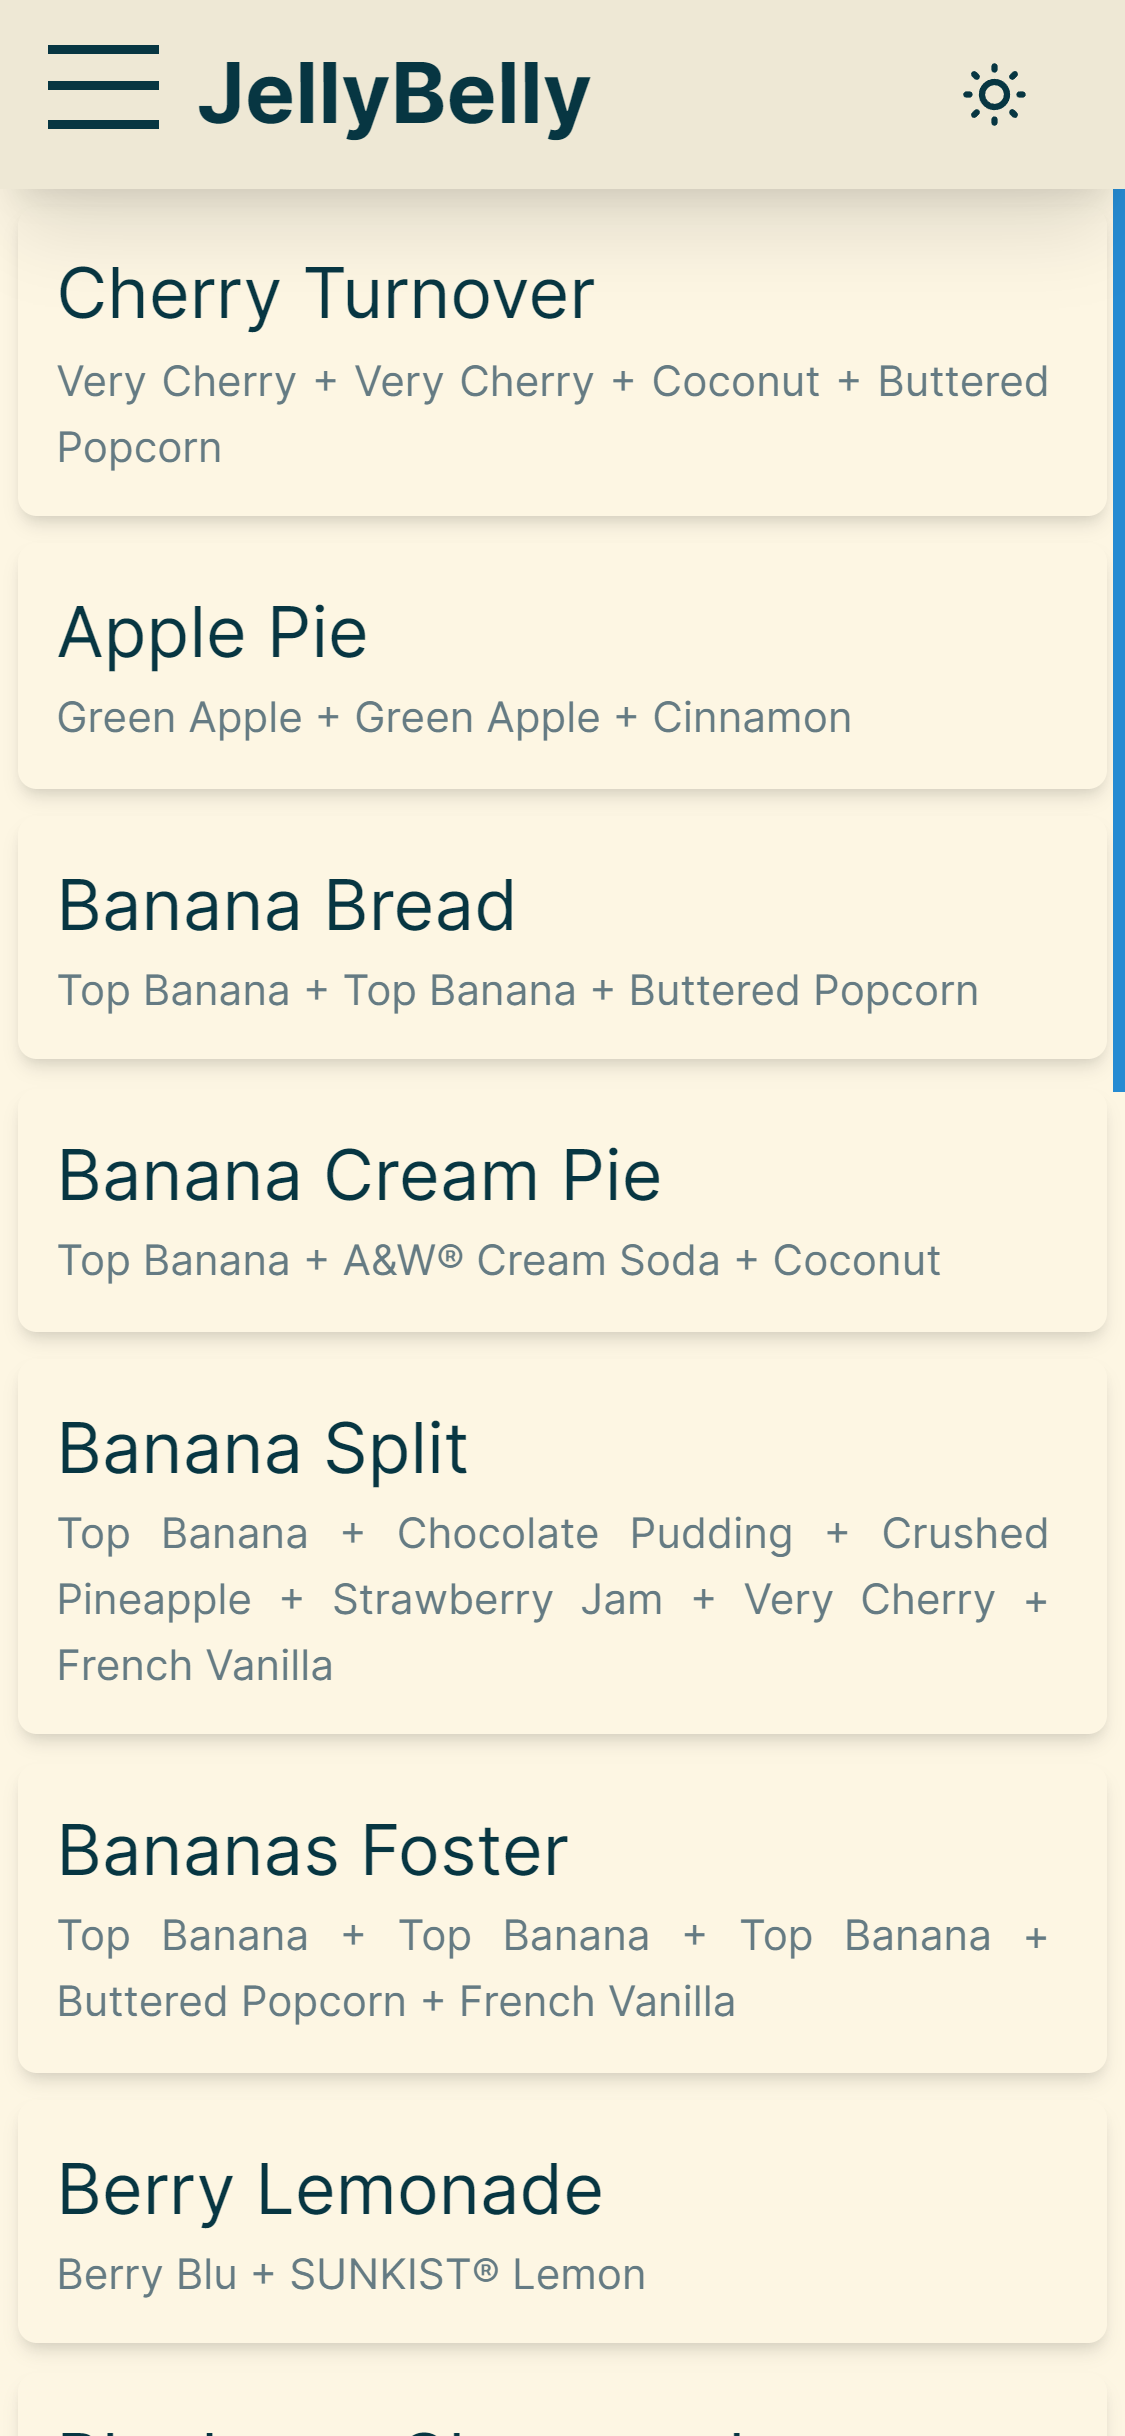 JellyBelly
Cherry Turnover
Very Cherry + Very Cherry + Coconut + Buttered
Popcorn
Apple Pie
Green Apple + Green Apple + Cinnamon
Banana Bread
Top Banana + Top Banana + Buttered Popcorn
Banana Cream Pie
Top Banana + A&W® Cream Soda + Coconut
Banana Split
Top Banana + Chocolate Pudding + Crushed
Pineapple + Strawberry Jam + Very Cherry +
French Vanilla
Bananas Foster
Top Banana + Top Banana + Top Banana +
Buttered Popcorn + French Vanilla
Berry Lemonade
Berry Blu + SUNKIST® Lemon